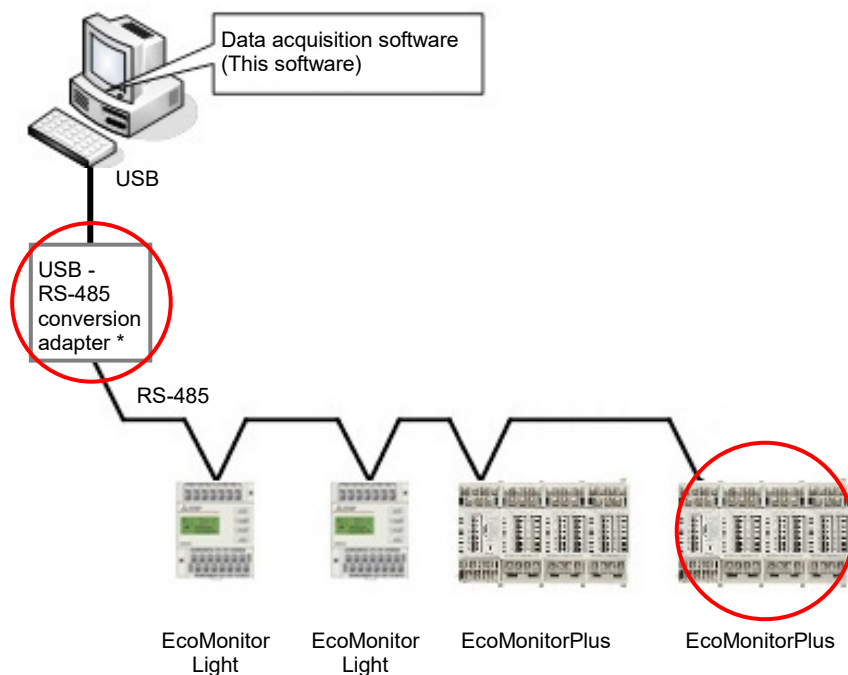 Data acquisition software
(This software)
USB
USB -
RS-485
conversion
adapter *
RS-485
EcoMonitor
Light
EcoMonitor
Light
EcoMonitorPlus
EcoMonitorPlus